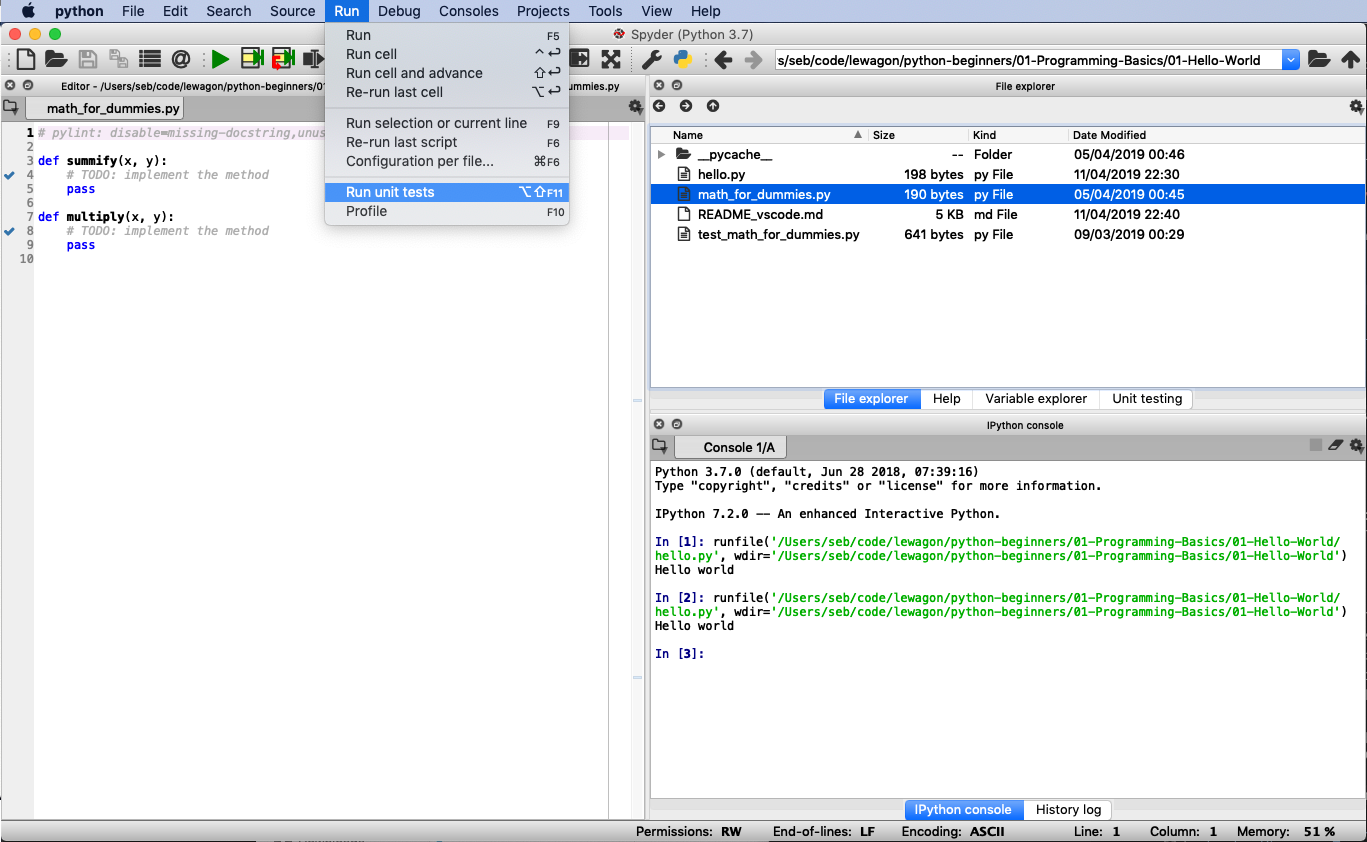 python File Edit Search Source Run Debug Consoles Projects Tools View Help
Spyder (Python 3.7)
Run F5
Run cell ^ ↩
Run cell and advance ⇧ ↩
Re-run last cell ⌥ ↩
Run selection or current line F9
Re-run last script F6
Configuration per file... ⌘F6
Run unit tests ⌥⇧F11
Profile F10
s/seb/code/lewagon/python-beginners/01-Programming-Basics/01-Hello-World
Editor - /Users/seb/code/lewagon/python-beginners/01
mmies.py
math_for_dummies.py
1 # pylint: disable=missing-docstring,unus
2
3 def summify(x, y):
4 # TODO: implement the method
5 pass
6
7 def multiply(x, y):
8 # TODO: implement the method
9 pass
10
File explorer
Name Size Kind Date Modified
__pycache__ -- Folder 05/04/2019 00:46
hello.py 198 bytes py File 11/04/2019 22:30
math_for_dummies.py 190 bytes py File 05/04/2019 00:45
README_vscode.md 5 KB md File 11/04/2019 22:40
test_math_for_dummies.py 641 bytes py File 09/03/2019 00:29
File explorer Help Variable explorer Unit testing
IPython console
Console 1/A
Python 3.7.0 (default, Jun 28 2018, 07:39:16)
Type "copyright", "credits" or "license" for more information.
IPython 7.2.0 -- An enhanced Interactive Python.
In [1]: runfile('/Users/seb/code/lewagon/python-beginners/01-Programming-Basics/01-Hello-World/
hello.py', wdir='/Users/seb/code/lewagon/python-beginners/01-Programming-Basics/01-Hello-World')
Hello world
In [2]: runfile('/Users/seb/code/lewagon/python-beginners/01-Programming-Basics/01-Hello-World/
hello.py', wdir='/Users/seb/code/lewagon/python-beginners/01-Programming-Basics/01-Hello-World')
Hello world
In [3]:
IPython console History log
Permissions: RW End-of-lines: LF Encoding: ASCII Line: 1 Column: 1 Memory: 51 %